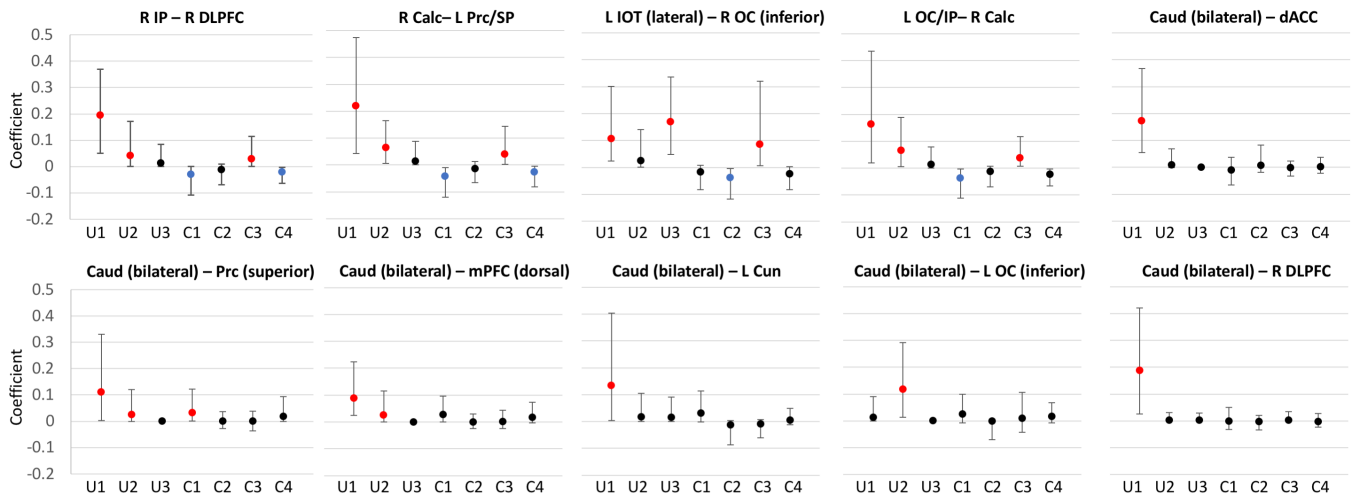 R IP – R DLPFC
R Calc– L Prc/SP
L IOT (lateral) – R OC (inferior)
L OC/IP– R Calc
Caud (bilateral) – dACC
Coefficient
0.5
0.4
0.3
0.2
0.1
0
-0.1
-0.2
U1 U2 U3 C1 C2 C3 C4
U1 U2 U3 C1 C2 C3 C4
U1 U2 U3 C1 C2 C3 C4
U1 U2 U3 C1 C2 C3 C4
U1 U2 U3 C1 C2 C3 C4
Caud (bilateral) – Prc (superior)
Caud (bilateral) – mPFC (dorsal)
Caud (bilateral) – L Cun
Caud (bilateral) – L OC (inferior)
Caud (bilateral) – R DLPFC
Coefficient
0.5
0.4
0.3
0.2
0.1
0
-0.1
-0.2
U1 U2 U3 C1 C2 C3 C4
U1 U2 U3 C1 C2 C3 C4
U1 U2 U3 C1 C2 C3 C4
U1 U2 U3 C1 C2 C3 C4
U1 U2 U3 C1 C2 C3 C4